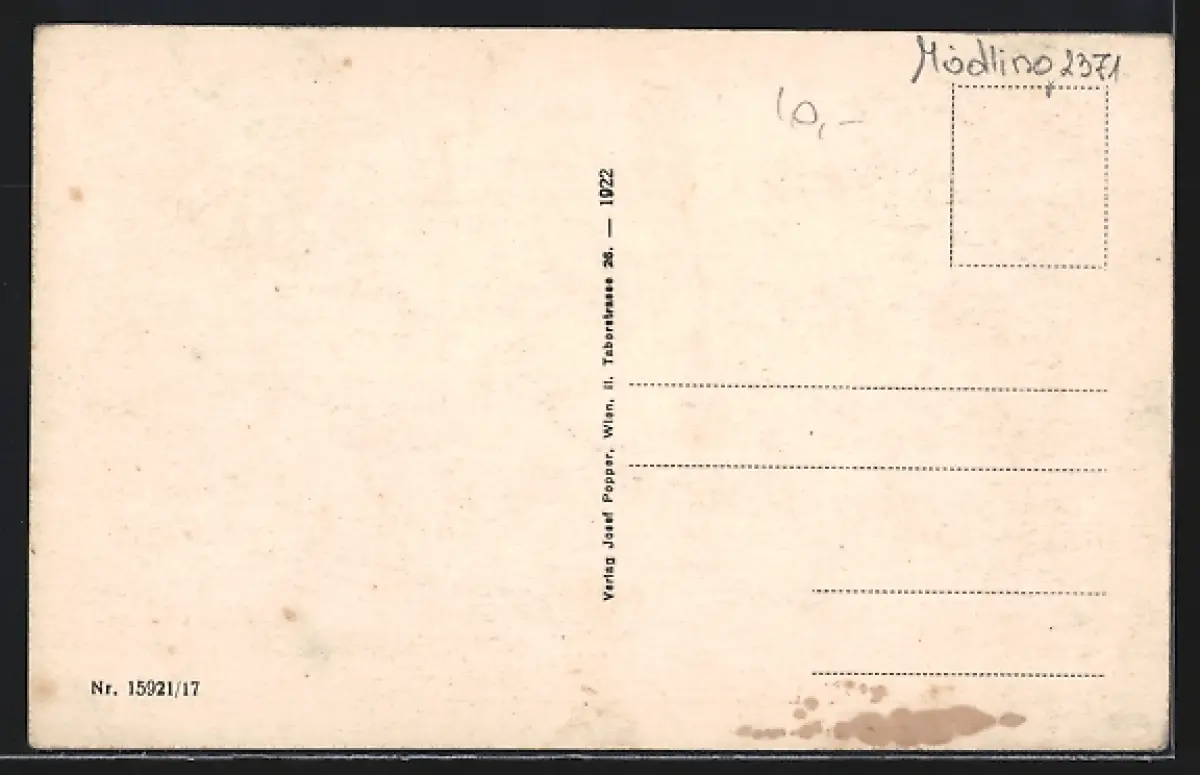 Mödling 2371
10,-
Verlag Josef Popper, Wien, II. Taborstrasse 26. — 1922
Nr. 15921/17